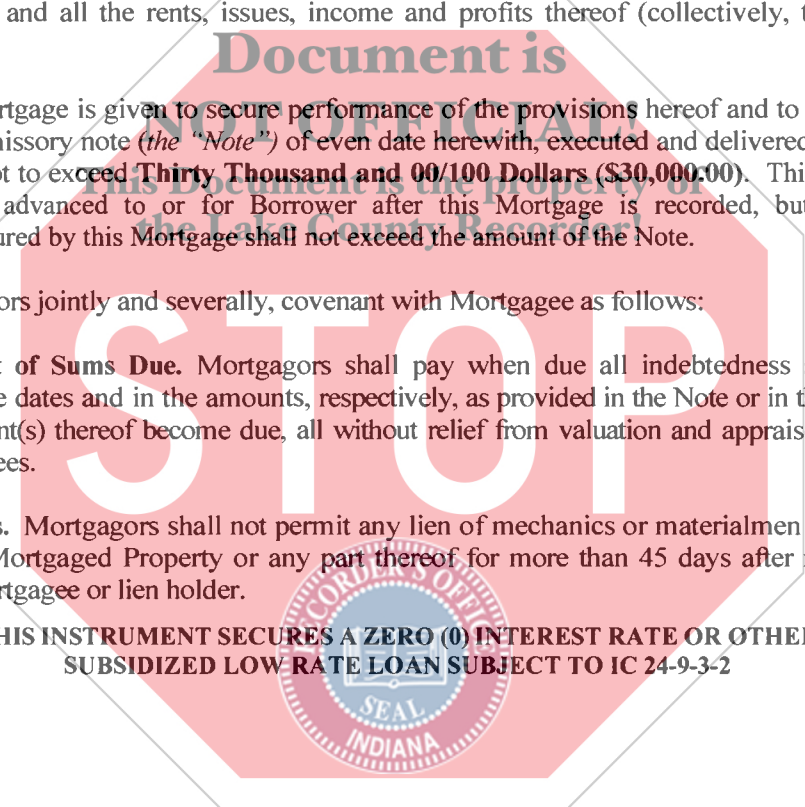 and all the rents, issues, income and profits thereof (collectively, t
Document is
rtgage is given to secure performance of the provisions hereof and to
NOT OFFICIAL!
nissory note (the “Note”) of even date herewith, executed and delivered
ot to exceed Thirty Thousand and 00/100 Dollars ($30,000.00). Thi
This Document is the property of
advanced to or for Borrower after this Mortgage is recorded, but
the Lake County Recorder!
ured by this Mortgage shall not exceed the amount of the Note.
ors jointly and severally, covenant with Mortgagee as follows:
STOP
t of Sums Due. Mortgagors shall pay when due all indebtedness
e dates and in the amounts, respectively, as provided in the Note or in t
nt(s) thereof become due, all without relief from valuation and apprais
ees.
s. Mortgagors shall not permit any lien of mechanics or materialmen
Mortgaged Property or any part thereof for more than 45 days after
rtgagee or lien holder.
RECORDER'S OFFICE
HIS INSTRUMENT SECURES A ZERO (0) INTEREST RATE OR OTHE
SUBSIDIZED LOW RATE LOAN SUBJECT TO IC 24-9-3-2
SEAL
INDIANA